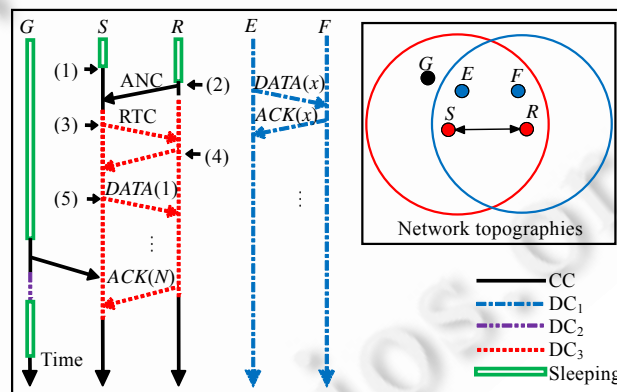 G S R E F
(1)
ANC
(2)
DATA(x)
(3)
RTC
ACK(x)
(4)
(5)
DATA(1)
⋮
⋮
ACK(N)
Time
G
E
F
S
R
Network topographies
CC
DC₁
DC₂
DC₃
Sleeping